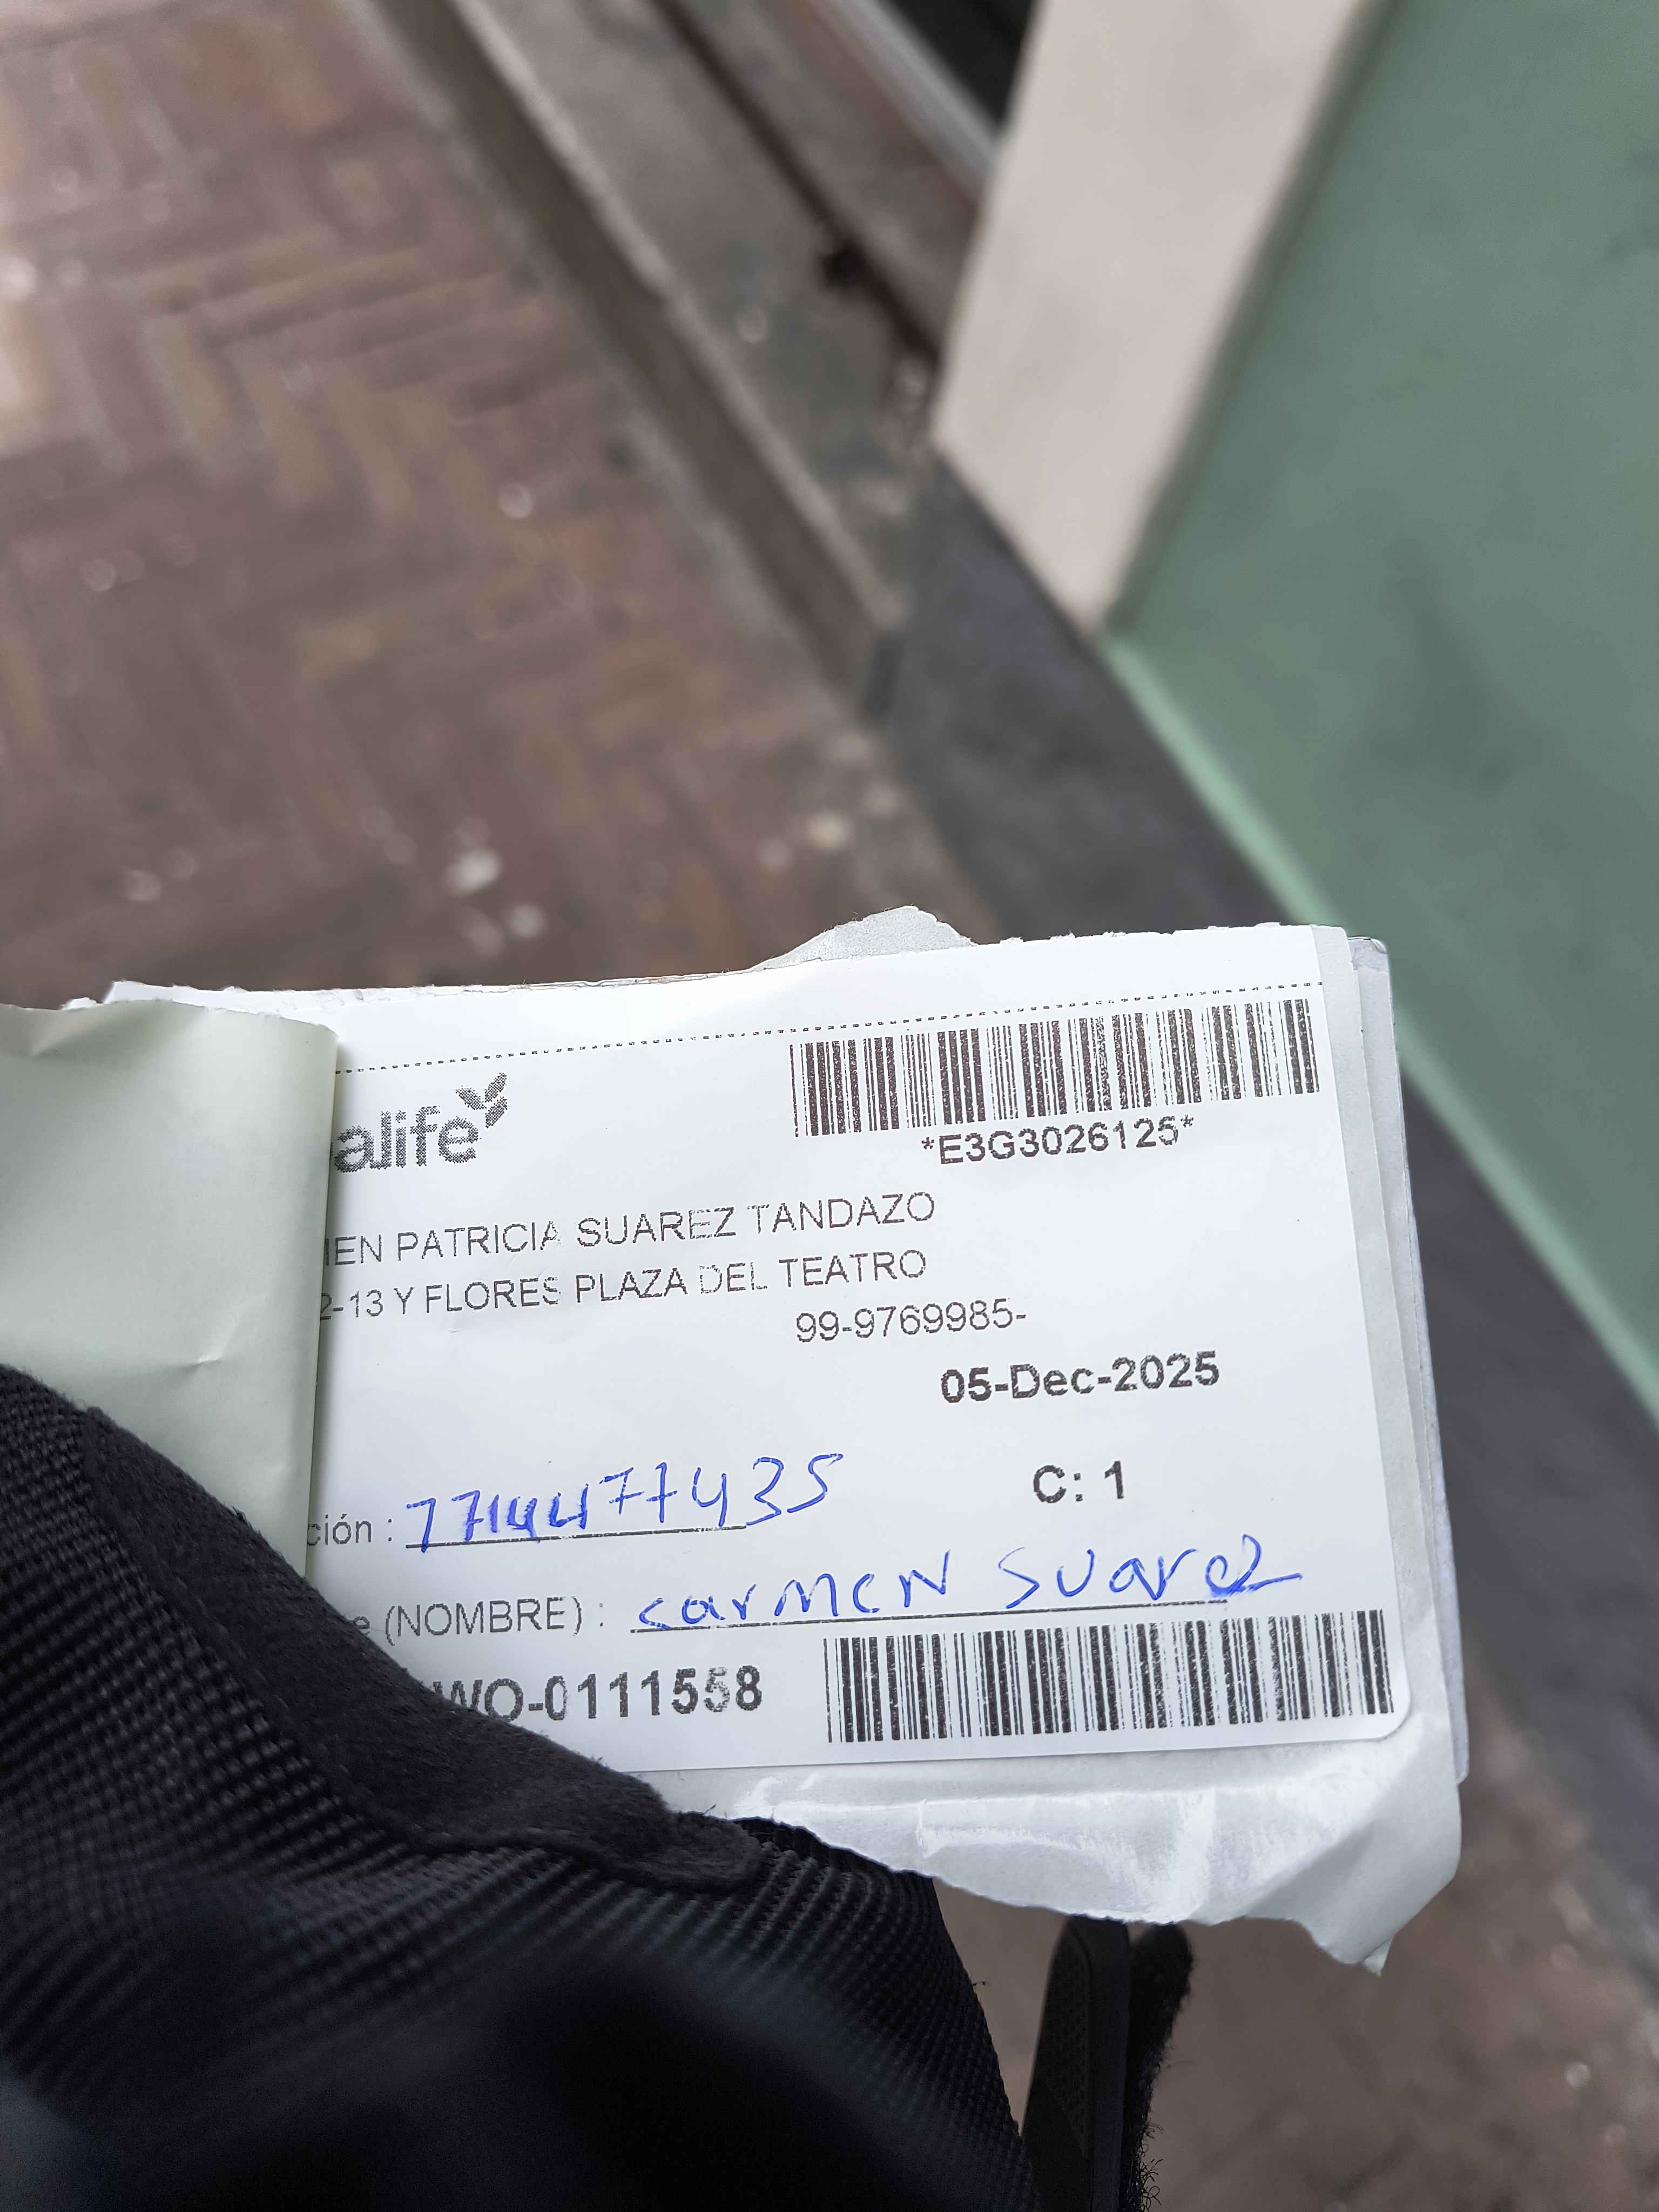 alife
*E3G3026125*
MEN PATRICIA SUAREZ TANDAZO
2-13 Y FLORES PLAZA DEL TEATRO
99-9769985-
05-Dec-2025
ción : 1714477435
C: 1
e (NOMBRE) : carmen suarez
WO-0111558